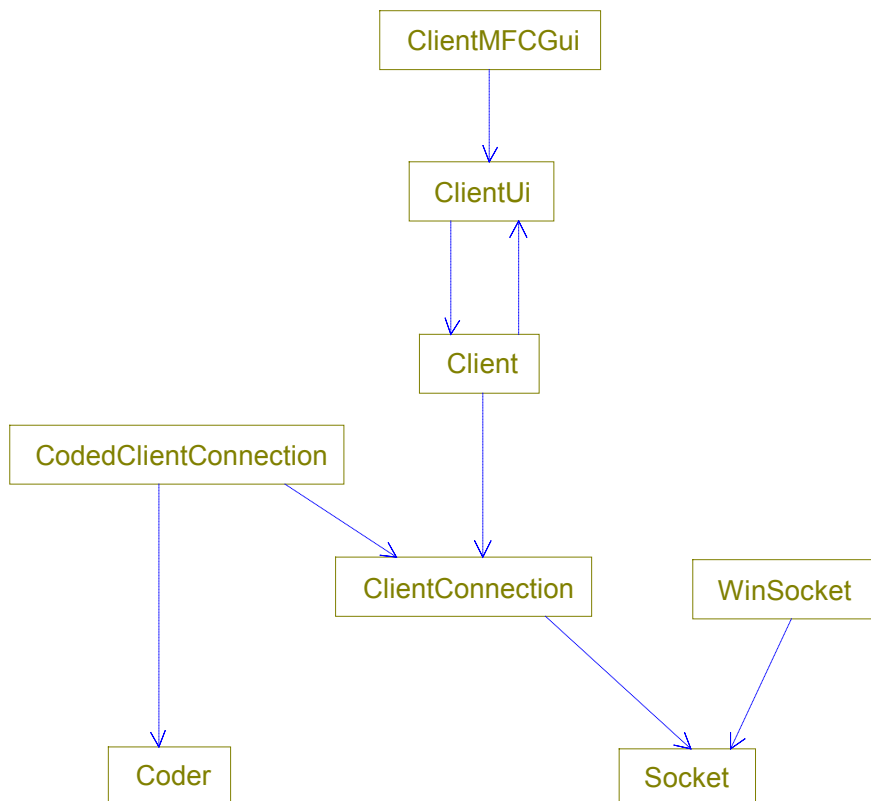 ClientMFCGui
ClientUi
Client
CodedClientConnection
ClientConnection
WinSocket
Coder
Socket